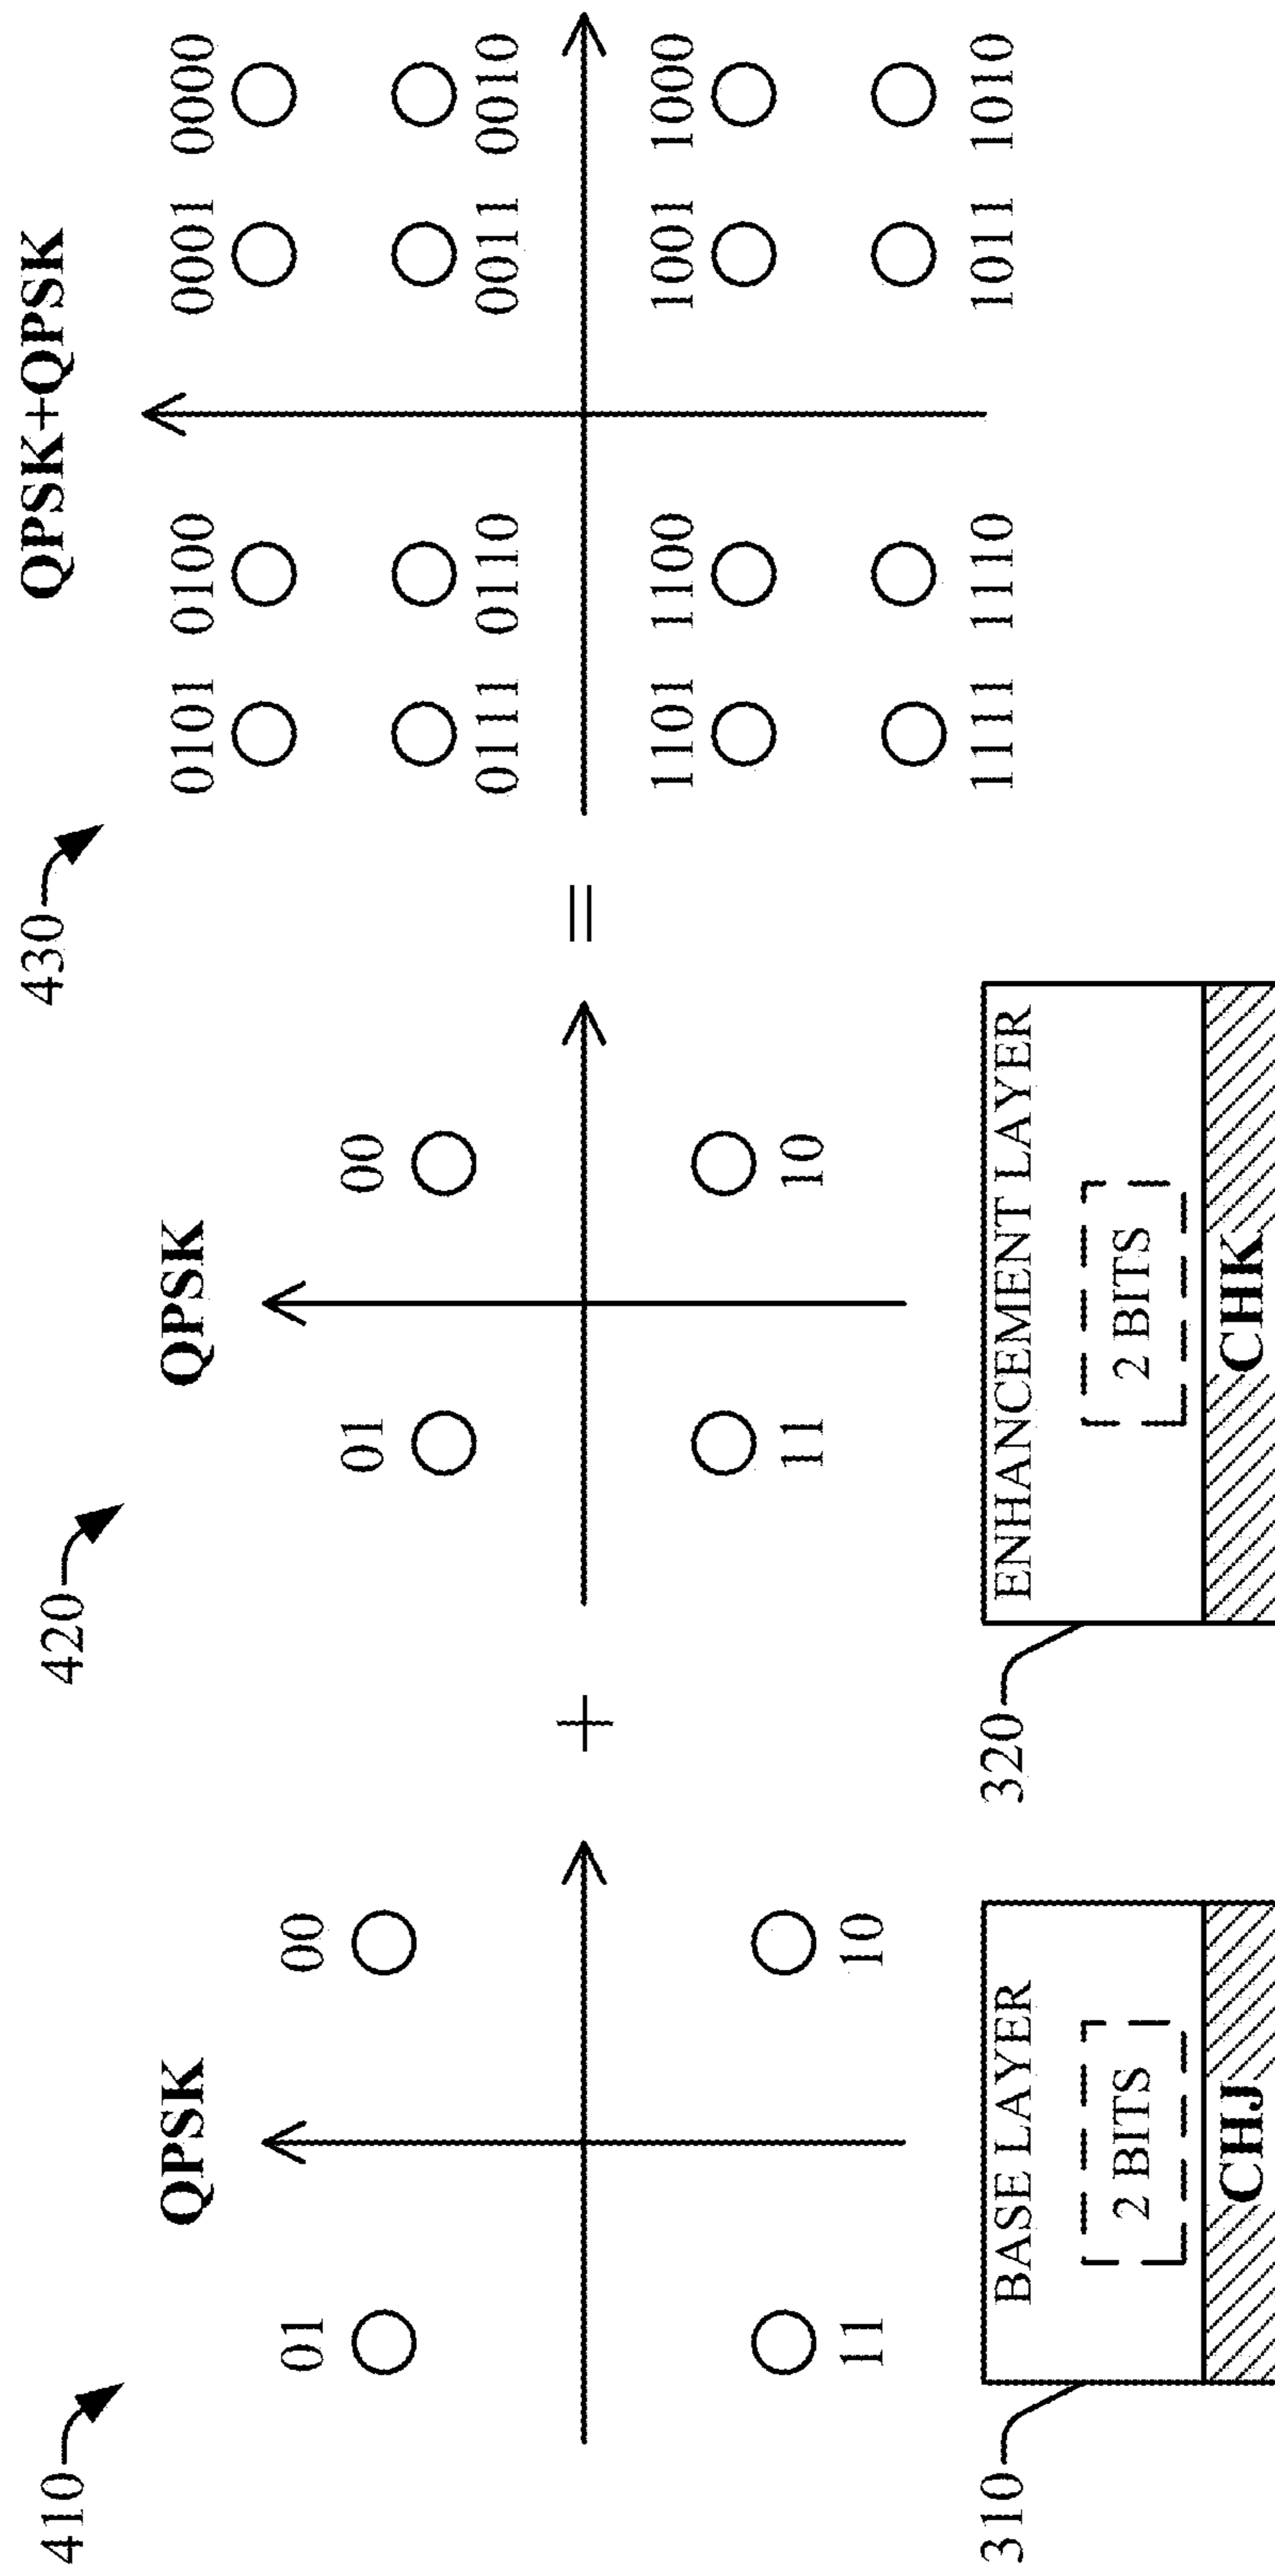 410
QPSK
01 00
11 10
310
BASE LAYER
2 BITS
CHJ
+
420
QPSK
01 00
11 10
320
ENHANCEMENT LAYER
2 BITS
CHK
=
430
QPSK+QPSK
0101 0100 0001 0000
0111 0110 0011 0010
1101 1100 1001 1000
1111 1110 1011 1010